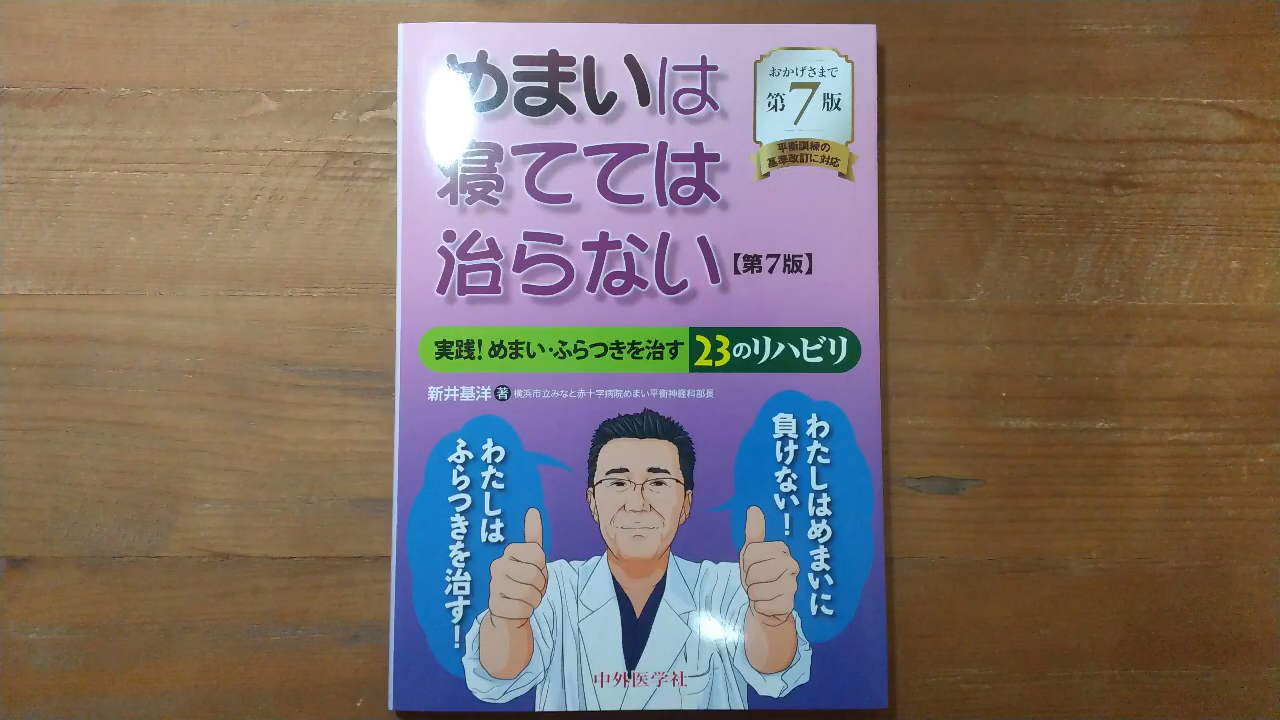 めまいは
寝てては
治らない【第7版】
おかげさまで
第7版
平衡訓練の
基準改訂に対応
実践!めまい・ふらつきを治す 23のリハビリ
新井基洋 著 横浜市立みなと赤十字病院めまい平衡神経科部長
わたしはめまいに
負けない!
わたしは
ふらつきを治す!
中外医学社